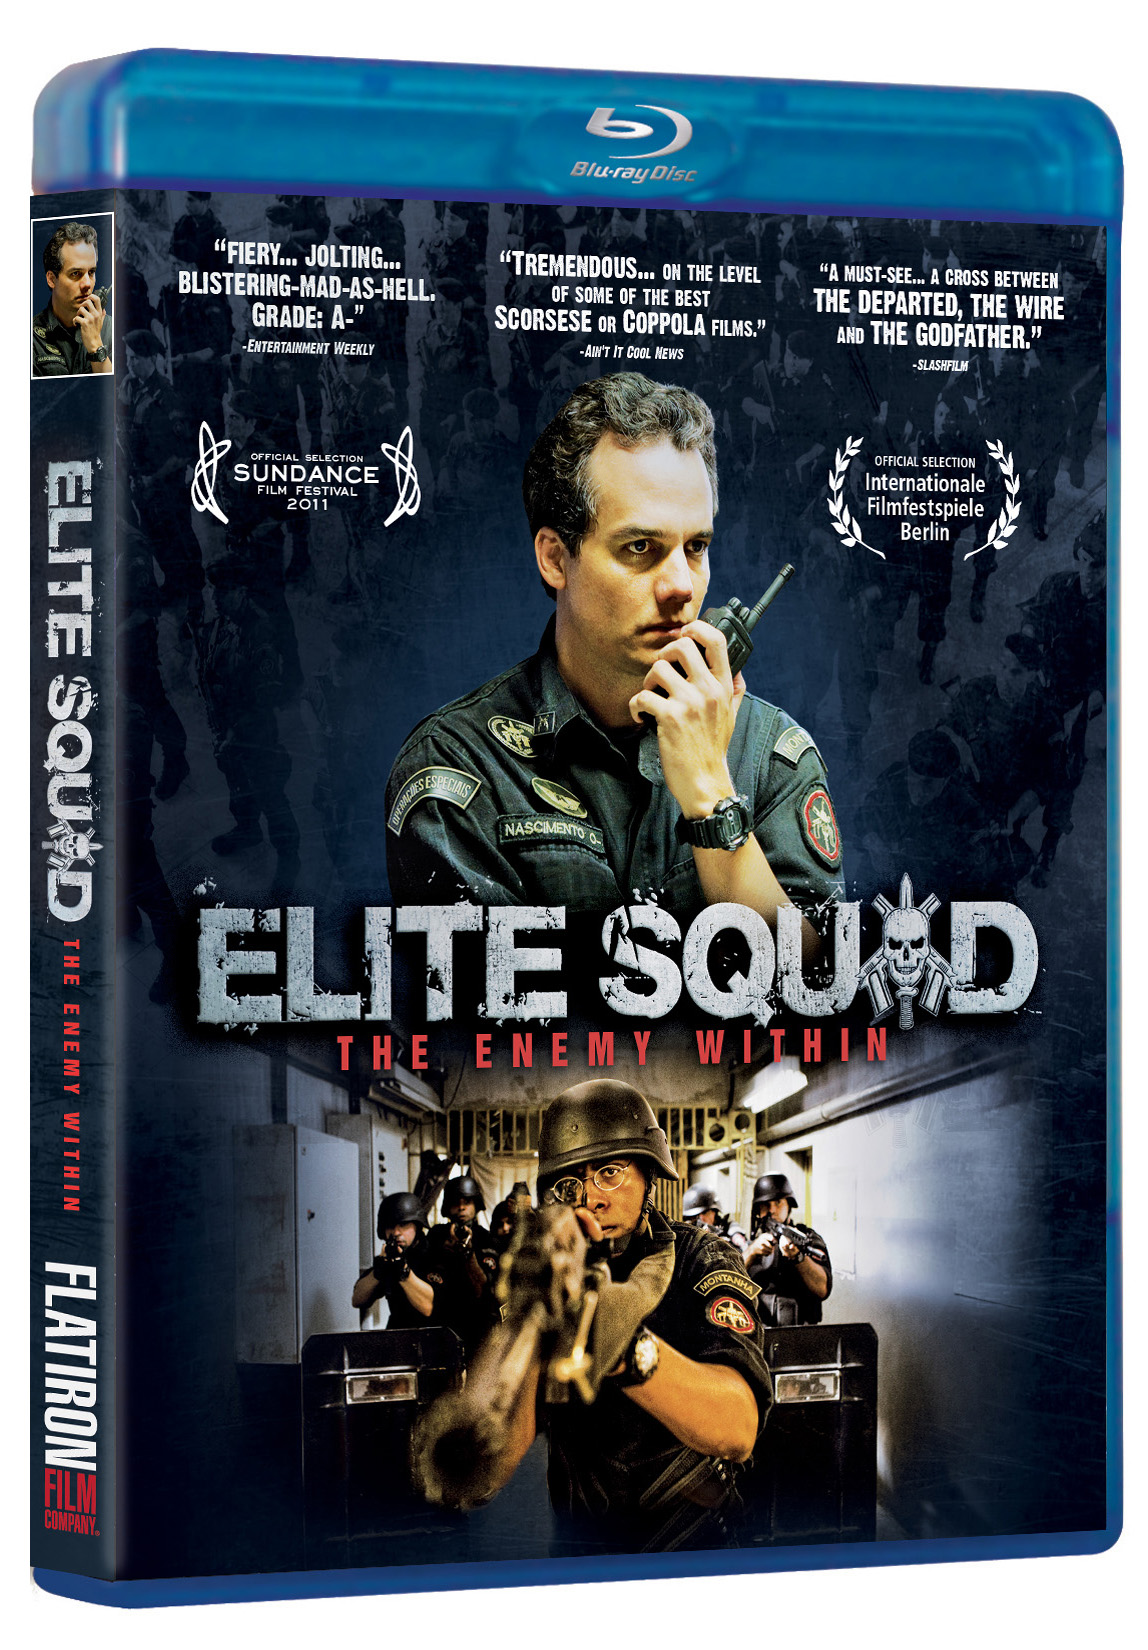 Blu-ray Disc
“FIERY... JOLTING...
BLISTERING-MAD-AS-HELL.
GRADE: A-”
-ENTERTAINMENT WEEKLY
“TREMENDOUS... ON THE LEVEL
OF SOME OF THE BEST
SCORSESE OR COPPOLA FILMS.”
-AIN'T IT COOL NEWS
“A MUST-SEE... A CROSS BETWEEN
THE DEPARTED, THE WIRE
AND THE GODFATHER.”
-SLASHFILM
OFFICIAL SELECTION
SUNDANCE
FILM FESTIVAL
2011
OFFICIAL SELECTION
Internationale
Filmfestspiele
Berlin
OPERAÇÕES ESPECIAIS
NASCIMENTO O-
MONT
ELITE SQUAD
THE ENEMY WITHIN
MONTANHA
ELITE SQUAD
THE ENEMY WITHIN
FLATIRON
FILM
COMPANY®